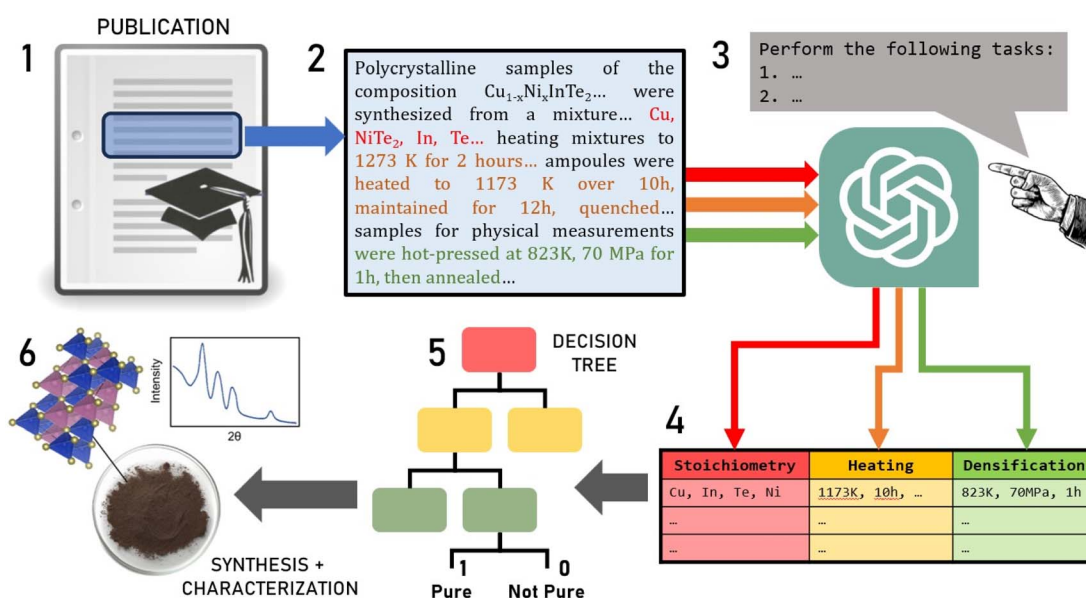 PUBLICATION
1
2
Polycrystalline samples of the
composition Cu1-xNixInTe2... were
synthesized from a mixture... Cu,
NiTe2, In, Te... heating mixtures to
1273 K for 2 hours... ampoules were
heated to 1173 K over 10h,
maintained for 12h, quenched...
samples for physical measurements
were hot-pressed at 823K, 70 MPa for
1h, then annealed...
3
Perform the following tasks:
1. ...
2. ...
4
Stoichiometry Heating Densification
Cu, In, Te, Ni 1173K, 10h, ... 823K, 70MPa, 1h
... ... ...
... ... ...
5
DECISION
TREE
1 0
Pure Not Pure
6
Intensity
2θ
SYNTHESIS +
CHARACTERIZATION